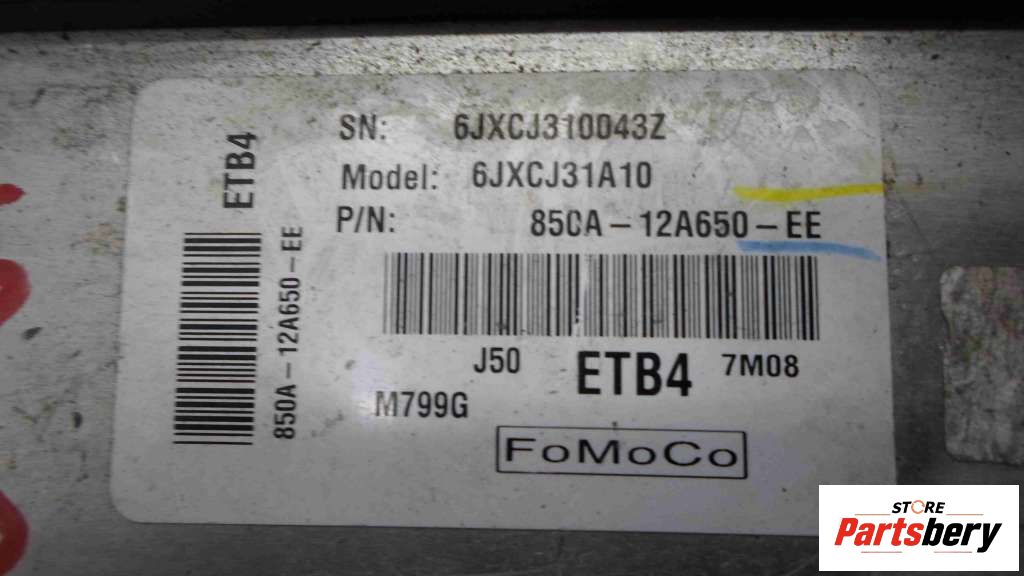 ETB4
850A-12A650-EE
SN: 6JXCJ310043Z
Model: 6JXCJ31A10
P/N: 850A-12A650-EE
J50 ETB4 7M08
M799G
FoMoCo
STORE
Partsbery